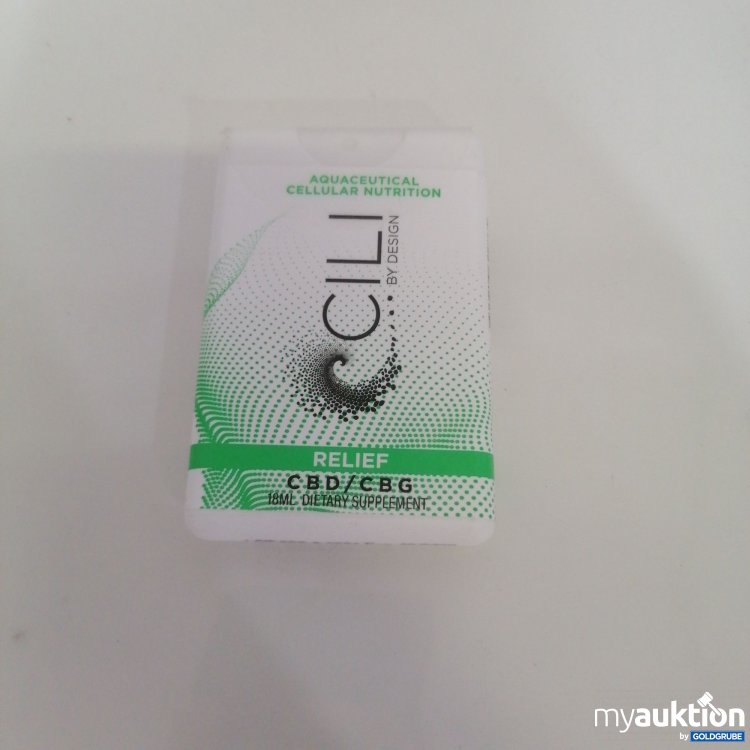 AQUACEUTICAL
CELLULAR NUTRITION
CILI
BY DESIGN
RELIEF
CBD/CBG
18ML DIETARY SUPPLEMENT
myauktion
by GOLDGRUBE